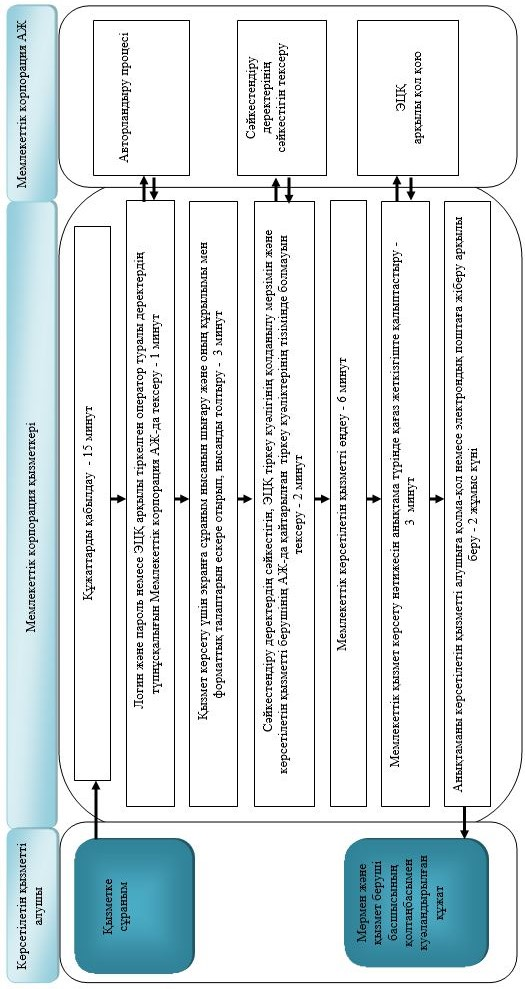 Көрсетілетін қызметті
алушы
Мемлекеттік корпорация қызметкері
Мемлекеттік корпорация АЖ
Қызметке
сұраным
Құжаттарды қабылдау - 15 минут
Логин және пароль немесе ЭЦҚ арқылы тіркелген оператор туралы деректердің
түпнұсқалығын Мемлекеттік корпорация АЖ-да тексеру - 1 минут
Авторландыру процесі
Қызмет көрсету үшін экранға сұраным нысанын шығару және оның құрылымы мен
форматтық талаптарын ескере отырып, нысанды толтыру - 3 минут
Сәйкестендіру деректердің сәйкестігін, ЭЦҚ тіркеу куәлігінің қолданылу мерзімін және
көрсетілетін қызметті берушінің АЖ-да қайтарылған тіркеу куәліктерінің тізімінде болмауын
тексеру - 2 минут
Сәйкестендіру
деректерінің
сәйкестігін тексеру
Мемлекеттік көрсетілетін қызметті өңдеу - 6 минут
Мемлекеттік қызмет көрсету нәтижесін анықтама түрінде қағаз жеткізгіште қалыптастыру -
3 минут
ЭЦҚ
арқылы қол қою
Анықтаманы көрсетілетін қызметті алушыға қолма-қол немесе электрондық поштаға жіберу арқылы
беру - 2 жұмыс күні
Мөрмен және
қызмет беруші
басшысының
қолтаңбасымен
куәландырылған
құжат